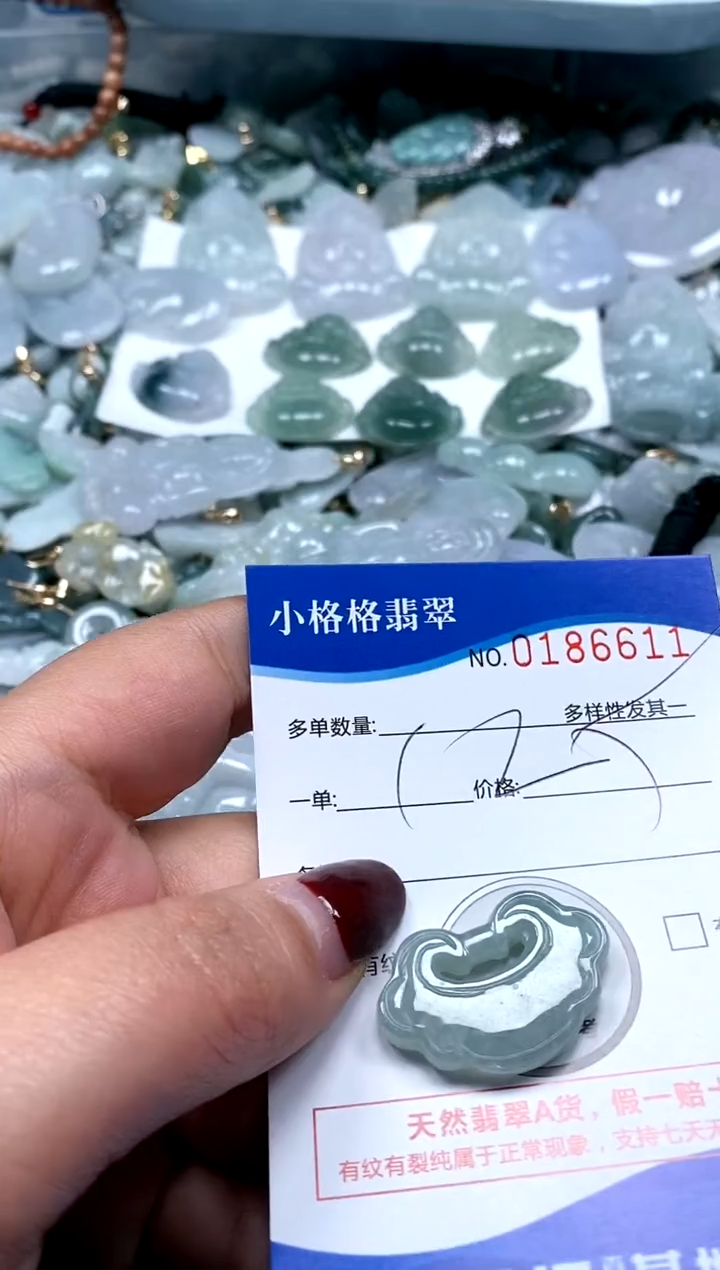 小格格翡翠
NO.0186611
多单数量: 多样性发其一
一单: 价格:
天然翡翠A货，假一赔
有纹有裂纯属于正常现象，支持七天